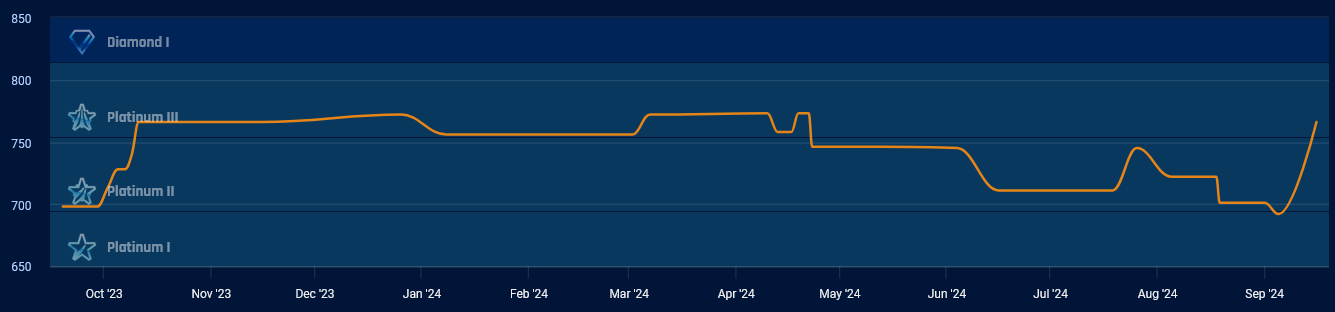 850
Diamond I
800
Platinum III
750
Platinum II
700
Platinum I
650
Oct '23 Nov '23 Dec '23 Jan '24 Feb '24 Mar '24 Apr '24 May '24 Jun '24 Jul '24 Aug '24 Sep '24